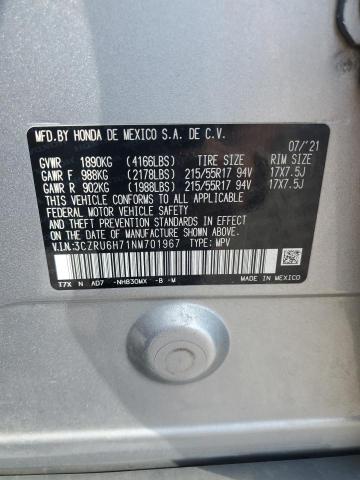 MFD.BY HONDA DE MEXICO S.A. DE C.V.
07/'21
GVWR 1890KG (4166LBS) TIRE SIZE RIM SIZE
GAWR F 988KG (2178LBS) 215/55R17 94V 17X7.5J
GAWR R 902KG (1988LBS) 215/55R17 94V 17X7.5J
THIS VEHICLE CONFORMS TO ALL APPLICABLE
FEDERAL MOTOR VEHICLE SAFETY, BUMPER,
AND THEFT PREVENTION STANDARDS IN EFFECT
ON THE DATE OF MANUFACTURE SHOWN ABOVE.
V.I.N:3CZRU6H71NM701967 TYPE: MPV
T7X N AD7 -NH830MX -B -M
MADE IN MEXICO